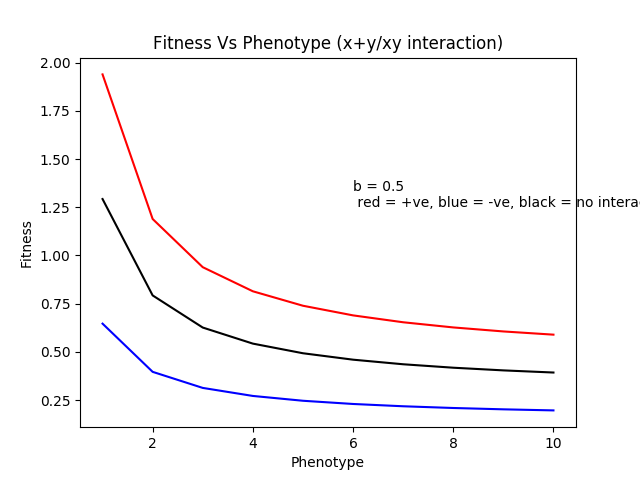 Fitness Vs Phenotype (x+y/xy interaction)
2.00
1.75
1.50
1.25
1.00
0.75
0.50
0.25
Fitness
b = 0.5
red = +ve, blue = -ve, black = no intera
2
4
6
8
10
Phenotype